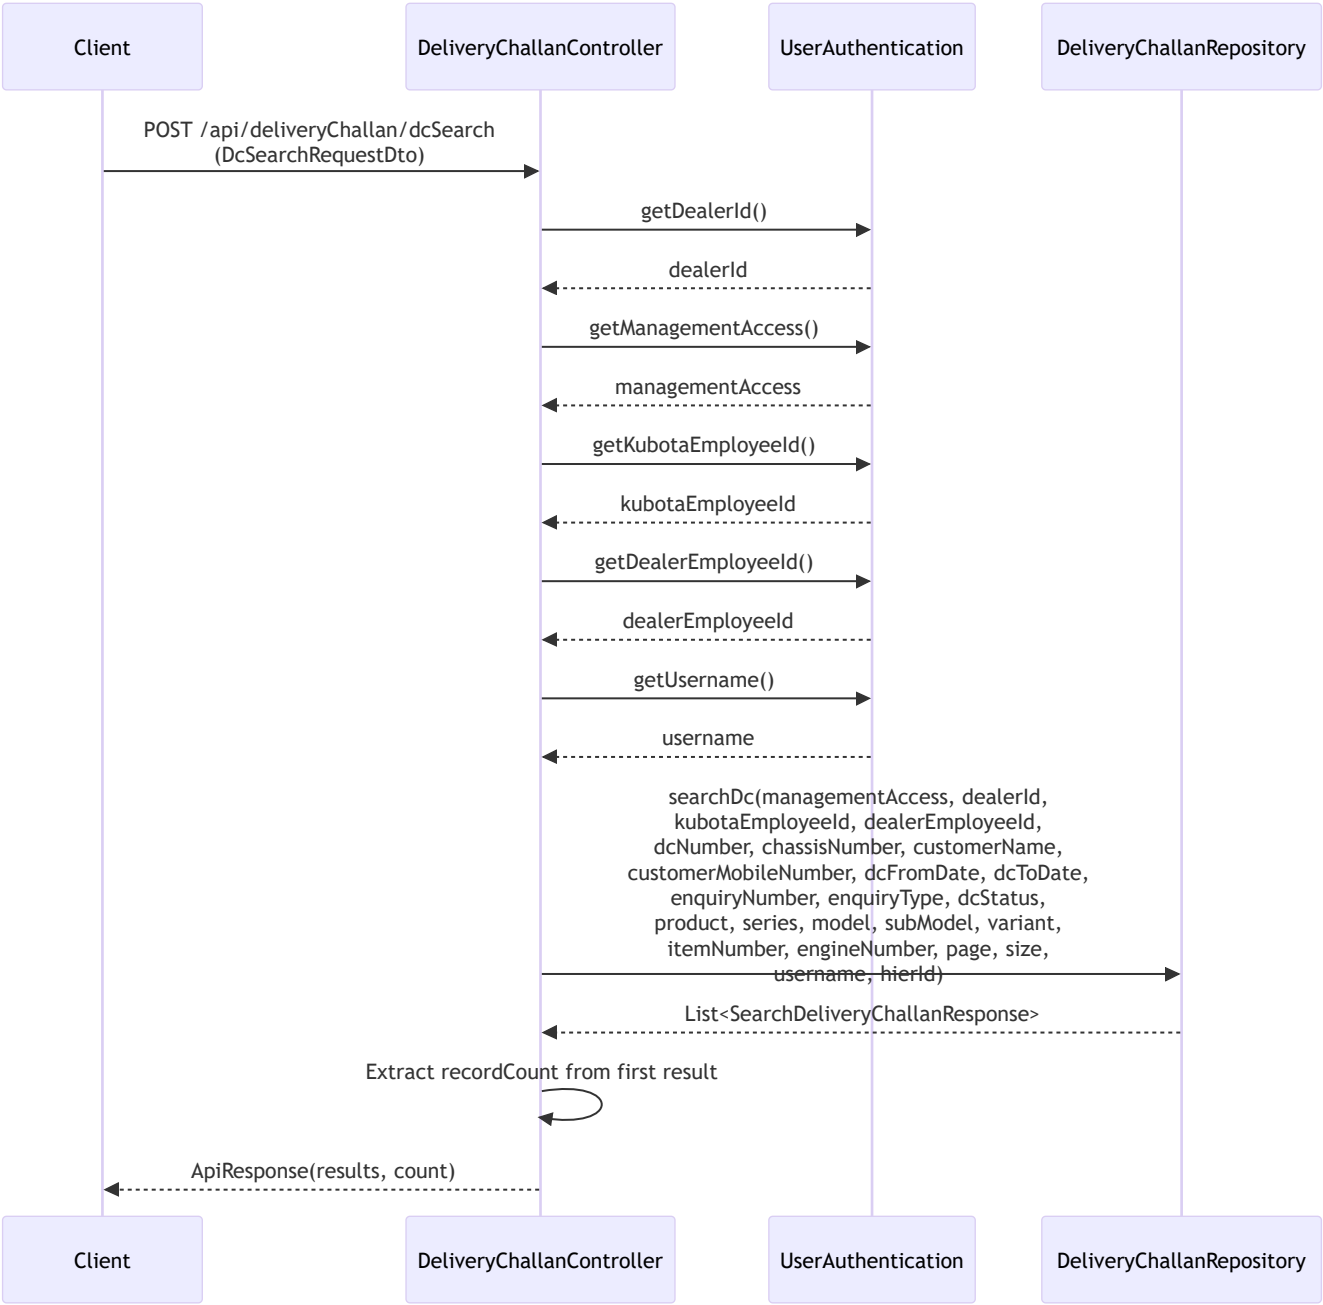 Client
DeliveryChallanController
UserAuthentication
DeliveryChallanRepository
POST /api/deliveryChallan/dcSearch
(DcSearchRequestDto)
getDealerId()
dealerId
getManagementAccess()
managementAccess
getKubotaEmployeeId()
kubotaEmployeeId
getDealerEmployeeId()
dealerEmployeeId
getUsername()
username
searchDc(managementAccess, dealerId,
kubotaEmployeeId, dealerEmployeeId,
dcNumber, chassisNumber, customerName,
customerMobileNumber, dcFromDate, dcToDate,
enquiryNumber, enquiryType, dcStatus,
product, series, model, subModel, variant,
itemNumber, engineNumber, page, size,
username, hierId)
List<SearchDeliveryChallanResponse>
Extract recordCount from first result
ApiResponse(results, count)
Client
DeliveryChallanController
UserAuthentication
DeliveryChallanRepository